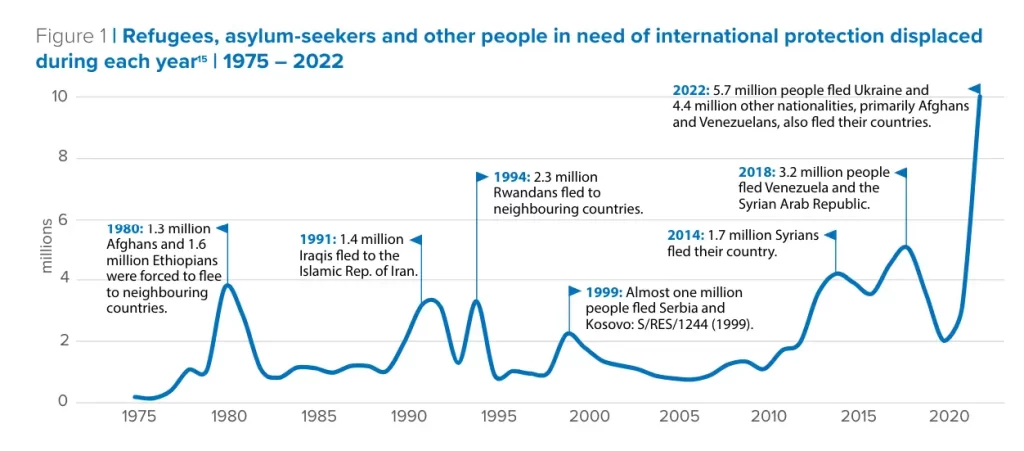 Figure 1 | Refugees, asylum-seekers and other people in need of international protection displaced
during each year¹⁵ | 1975 – 2022
10
8
6
4
2
0
millions
2022: 5.7 million people fled Ukraine and
4.4 million other nationalities, primarily Afghans
and Venezuelans, also fled their countries.
1994: 2.3 million
Rwandans fled to
neighbouring countries.
2018: 3.2 million people
fled Venezuela and the
Syrian Arab Republic.
1980: 1.3 million
Afghans and 1.6
million Ethiopians
were forced to flee
to neighbouring
countries.
1991: 1.4 million
Iraqis fled to the
Islamic Rep. of Iran.
2014: 1.7 million Syrians
fled their country.
1999: Almost one million
people fled Serbia and
Kosovo: S/RES/1244 (1999).
1975 1980 1985 1990 1995 2000 2005 2010 2015 2020